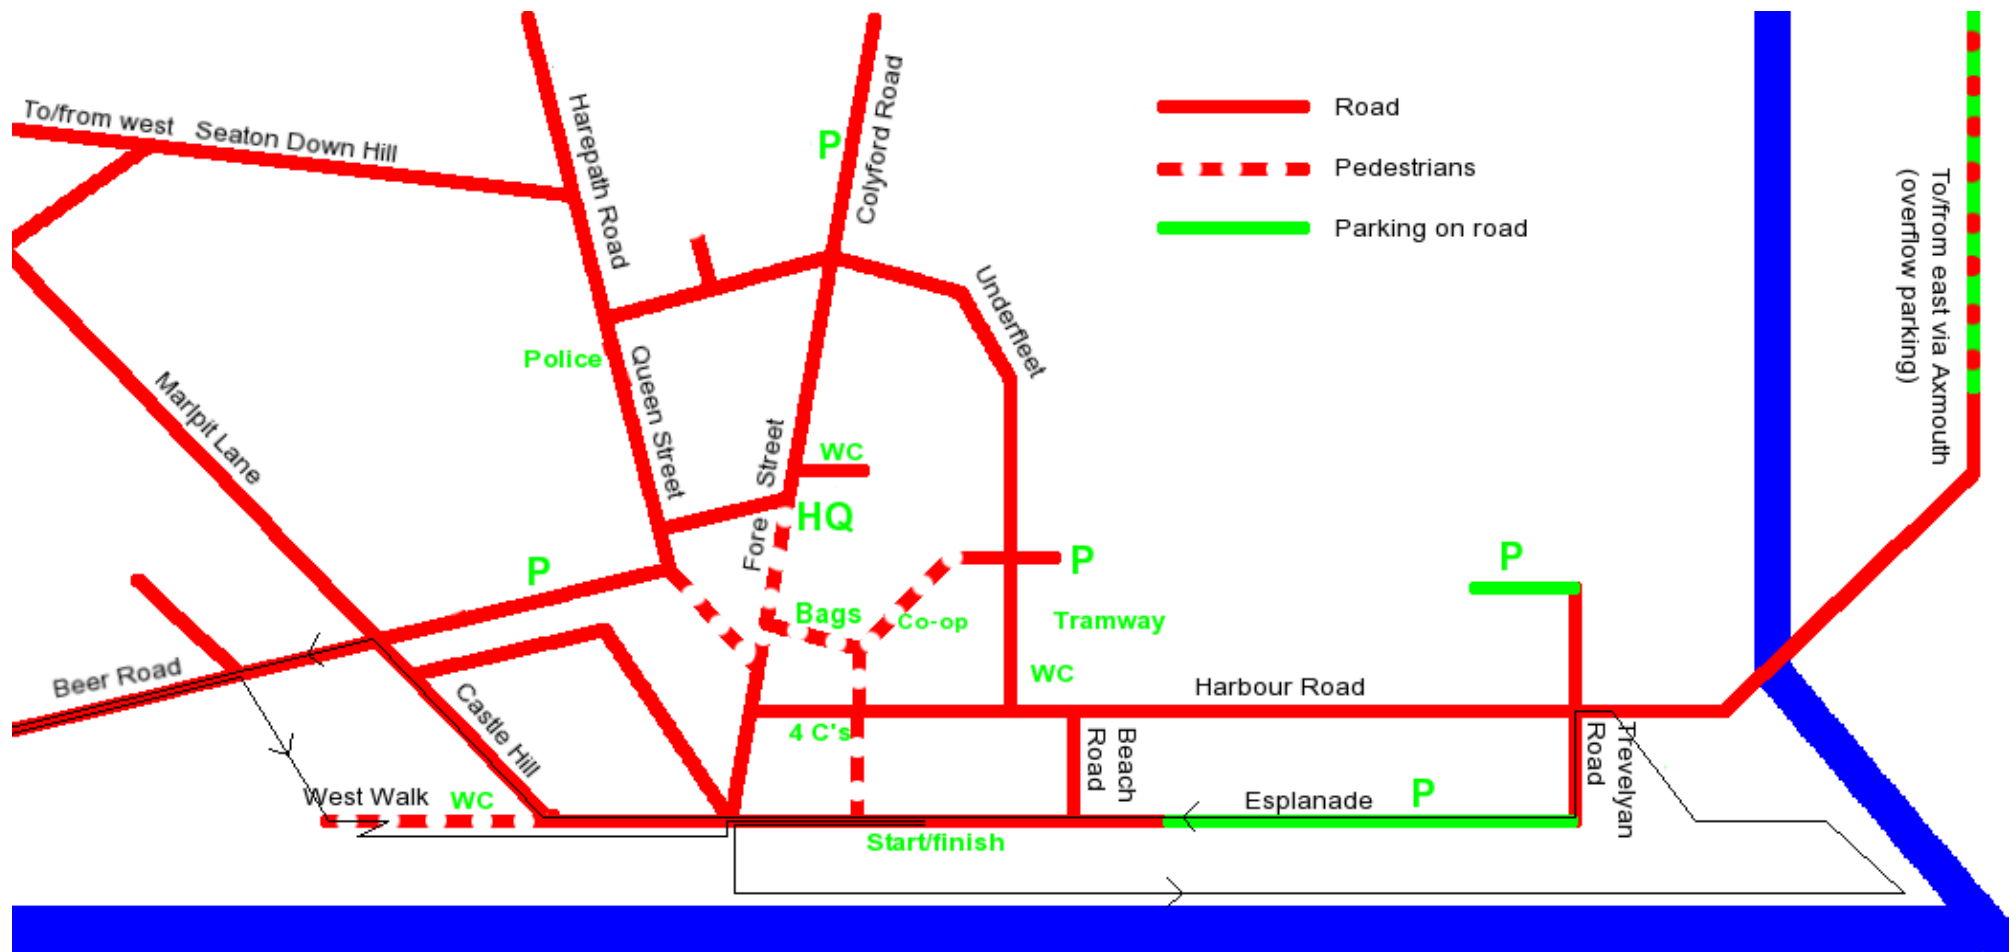 To/from west
Seaton Down Hill
Harepath Road
P
Colyford Road
Road
Pedestrians
Parking on road
To/from east via Axmouth
(overflow parking)
Underfleet
Police
Queen Street
Marlpit Lane
Fore Street
WC
HQ
P
P
P
Bags
Co-op
Tramway
WC
Beer Road
Castle Hill
Harbour Road
4 C's
Beach
Road
Trevelyan
Road
West Walk
WC
Esplanade
P
Start/finish